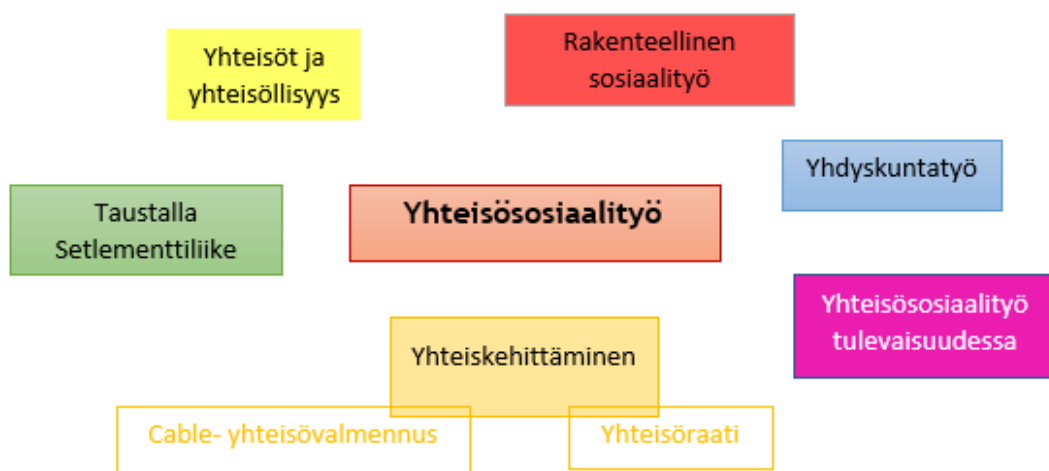 Yhteisöt ja
yhteisöllisyys
Rakenteellinen
sosiaalityö
Yhdyskuntatyö
Taustalla
Setlementtiliike
Yhteisösosiaalityö
Yhteisösosiaalityö
tulevaisuudessa
Yhteiskehittäminen
Cable- yhteisövalmennus
Yhteisöraati